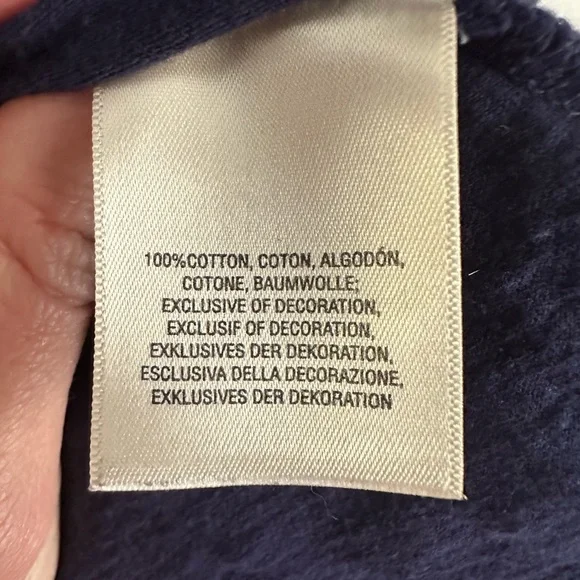 100%COTTON, COTON, ALGODÓN,
COTONE, BAUMWOLLE;
EXCLUSIVE OF DECORATION,
EXCLUSIF OF DECORATION,
EXKLUSIVES DER DEKORATION,
ESCLUSIVA DELLA DECORAZIONE,
EXKLUSIVES DER DEKORATION